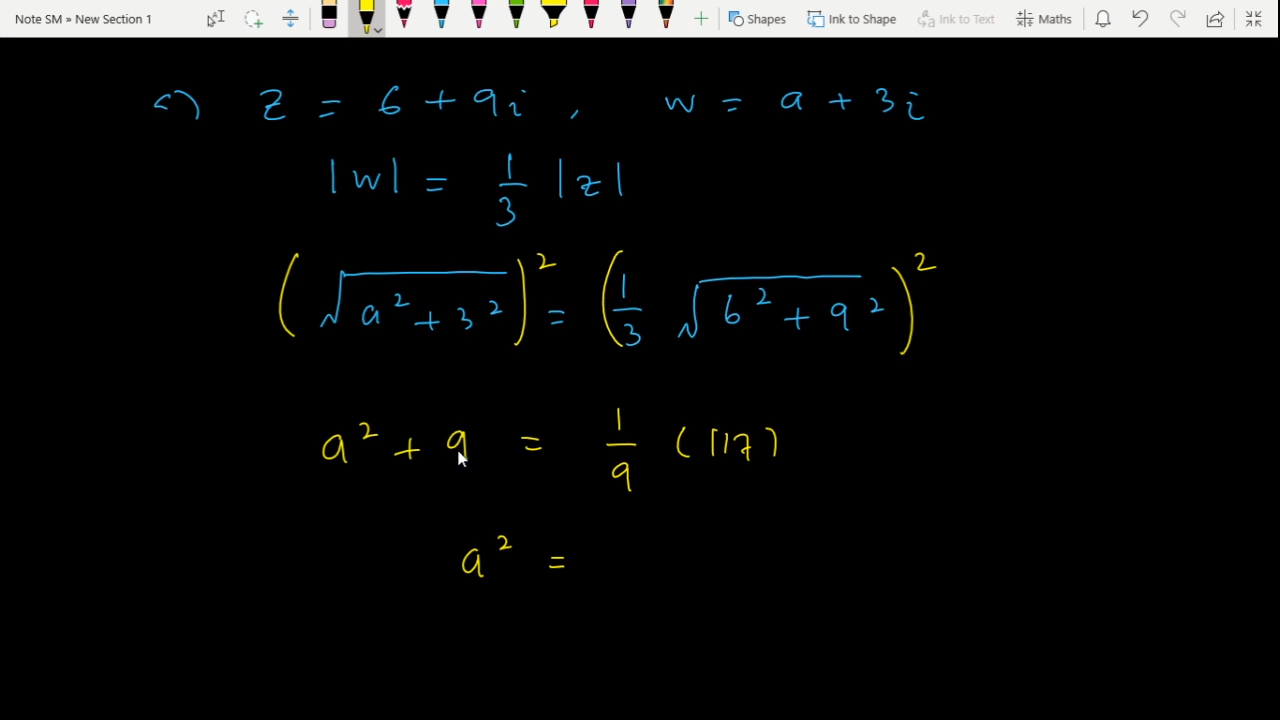 Note SM » New Section 1
Shapes Ink to Shape Ink to Text Maths
c) z = 6 + 9i , w = a + 3i
|w| = 1/3 |z|
(√(a² + 3²))² = (1/3 √(6² + 9²))²
a² + 9 = 1/9 (117)
a² =